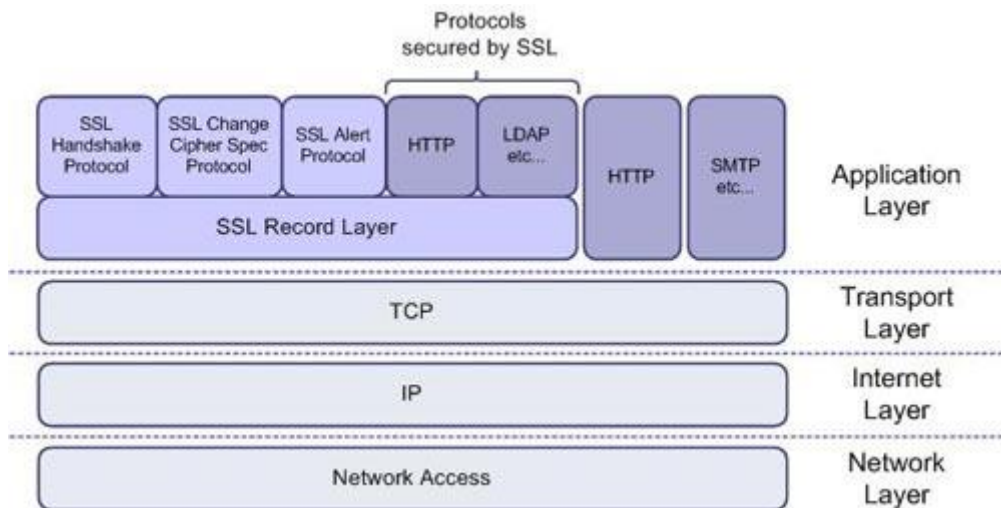 Protocols
secured by SSL
SSL
Handshake
Protocol
SSL Change
Cipher Spec
Protocol
SSL Alert
Protocol
HTTP
LDAP
etc...
HTTP
SMTP
etc...
Application
Layer
SSL Record Layer
TCP
Transport
Layer
IP
Internet
Layer
Network Access
Network
Layer